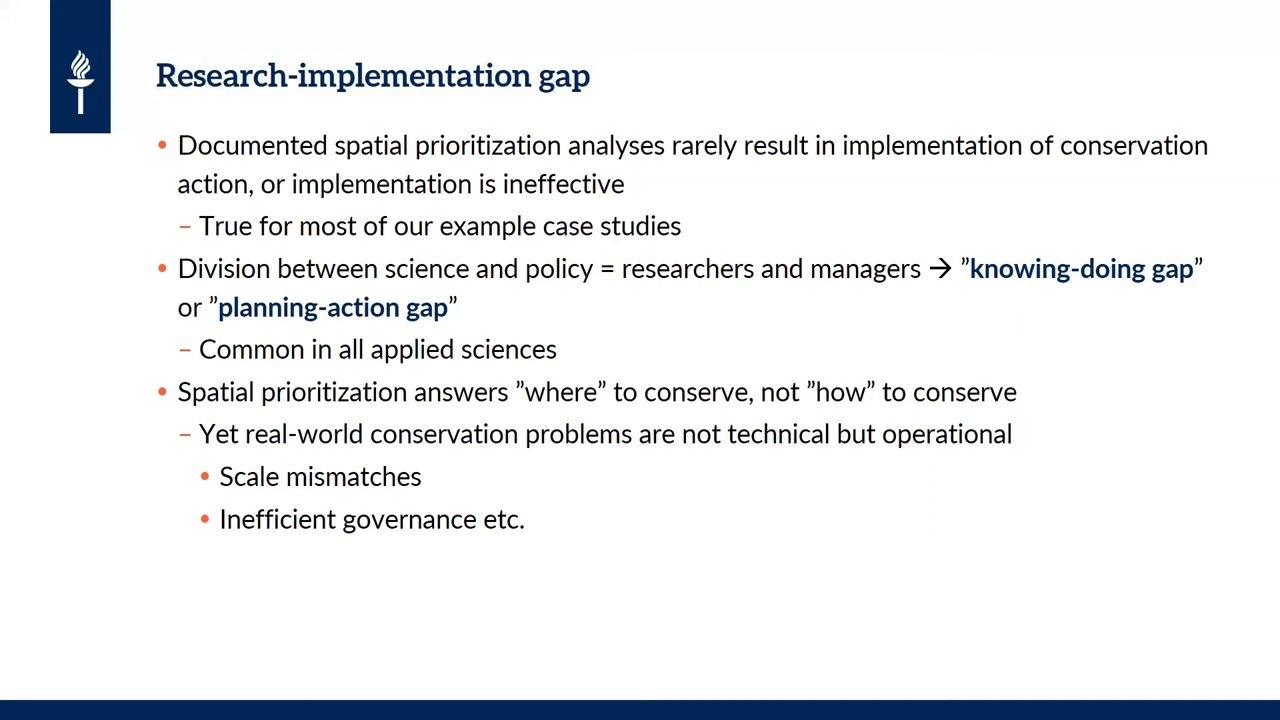 Research-implementation gap
• Documented spatial prioritization analyses rarely result in implementation of conservation
action, or implementation is ineffective
– True for most of our example case studies
• Division between science and policy = researchers and managers → ”knowing-doing gap”
or ”planning-action gap”
– Common in all applied sciences
• Spatial prioritization answers ”where” to conserve, not ”how” to conserve
– Yet real-world conservation problems are not technical but operational
• Scale mismatches
• Inefficient governance etc.